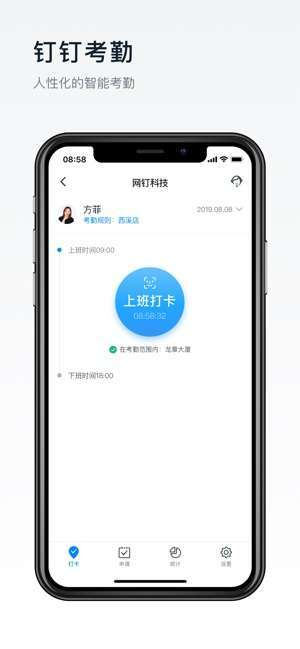 钉钉考勤
人性化的智能考勤
08:58
网钉科技
方菲
2019.08.08
考勤规则：西溪店
上班时间09:00
上班打卡
08:58:32
在考勤范围内：龙章大厦
下班时间18:00
打卡 申请 统计 设置